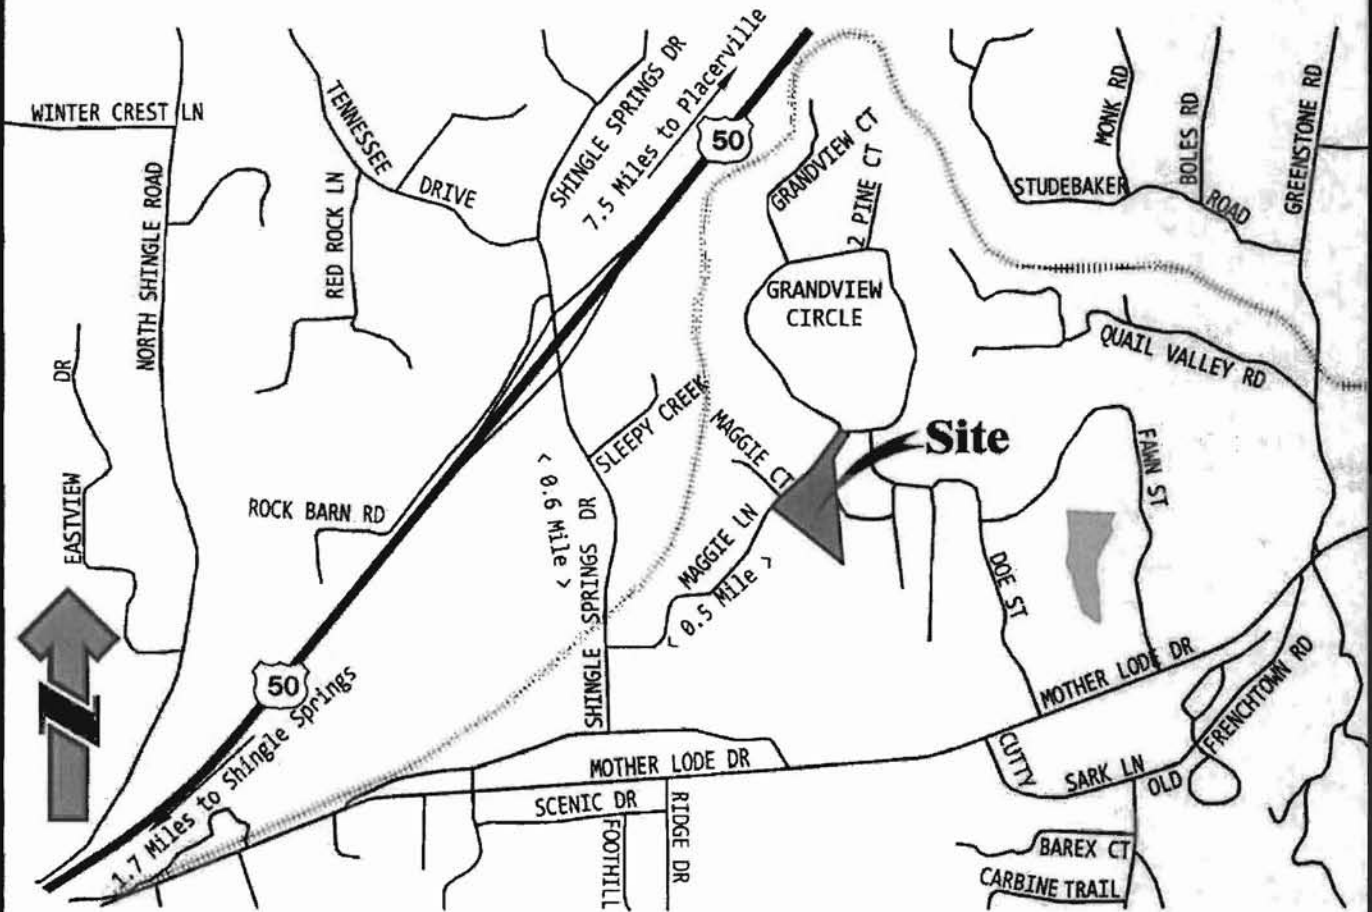 WINTER CREST LN
NORTH SHINGLE ROAD
TENNESSEE
DRIVE
RED ROCK LN
SHINGLE SPRINGS DR
7.5 Miles to Placerville
50
GRANDVIEW CT
2 PINE CT
GRANDVIEW
CIRCLE
MONK RD
BOLES RD
GREENSTONE RD
STUDEBAKER
ROAD
QUAIL VALLEY RD
EASTVIEW
DR
ROCK BARN RD
SLEEPY CREEK
MAGGIE CT
Site
FAWN ST
< 0.6 Mile >
SHINGLE SPRINGS DR
MAGGIE LN
< 0.5 Mile >
DOE ST
N
50
1.7 Miles to Shingle Springs
MOTHER LODE DR
MOTHER LODE DR
CUTTY
SARK LN
OLD
FRENCHTOWN RD
SCENIC DR
FOOTHILL
RIDGE DR
BAREX CT
CARBINE TRAIL